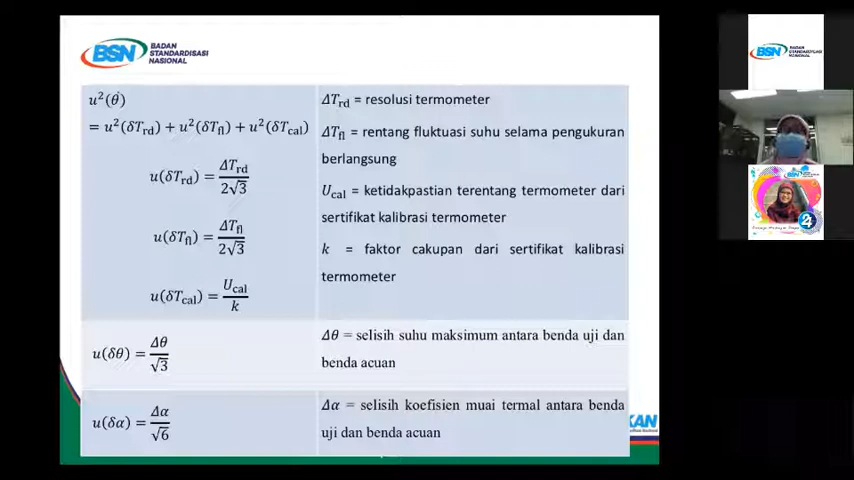 BSN BADAN
STANDARDISASI
NASIONAL
u²(θ)
= u²(δT_rd) + u²(δT_fl) + u²(δT_cal)
u(δT_rd) = ΔT_rd / 2√3
u(δT_fl) = ΔT_fl / 2√3
u(δT_cal) = U_cal / k
ΔT_rd = resolusi termometer
ΔT_fl = rentang fluktuasi suhu selama pengukuran
berlangsung
U_cal = ketidakpastian terentang termometer dari
sertifikat kalibrasi termometer
k = faktor cakupan dari sertifikat kalibrasi
termometer
u(δθ) = Δθ / √3
Δθ = selisih suhu maksimum antara benda uji dan
benda acuan
u(δα) = Δα / √6
Δα = selisih koefisien muai termal antara benda
uji dan benda acuan
KAN
BSN BADAN
STANDARDISASI
NASIONAL
BSN